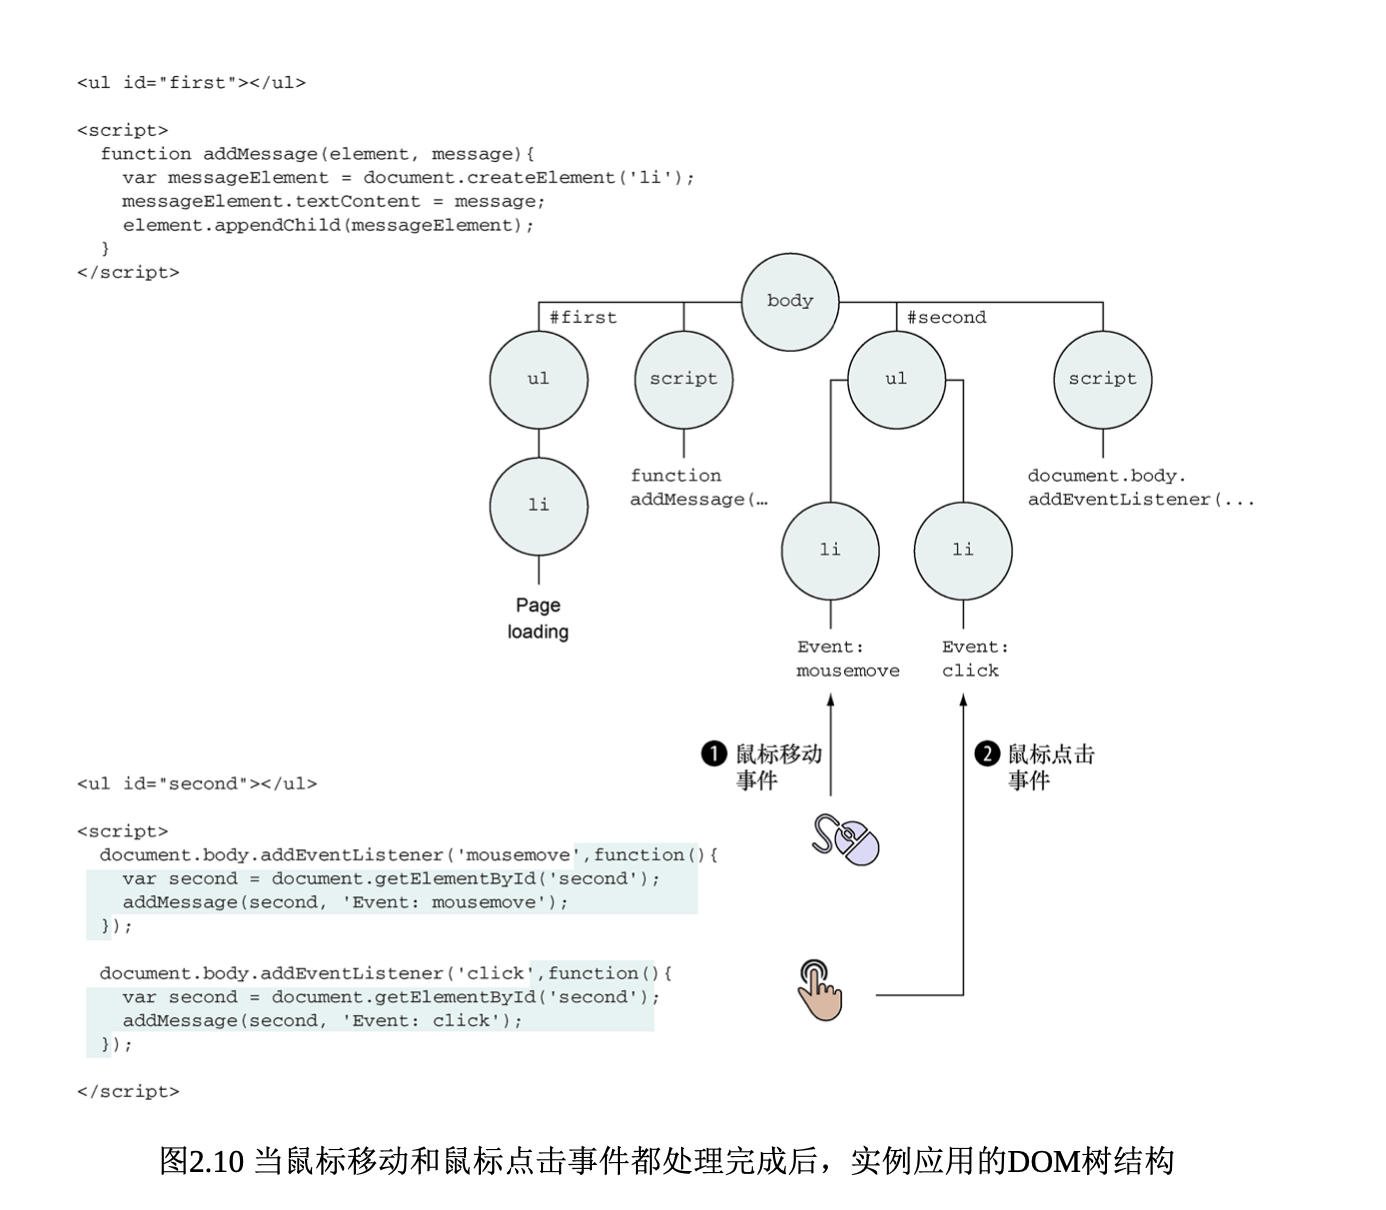 <ul id="first"></ul>
<script>
function addMessage(element, message){
var messageElement = document.createElement('li');
messageElement.textContent = message;
element.appendChild(messageElement);
}
</script>
body
#first
#second
ul
script
ul
script
li
function
addMessage(…
document.body.
addEventListener(...
li
li
Page
loading
Event:
mousemove
Event:
click
1 鼠标移动
事件
2 鼠标点击
事件
<ul id="second"></ul>
<script>
document.body.addEventListener('mousemove',function(){
var second = document.getElementById('second');
addMessage(second, 'Event: mousemove');
});
document.body.addEventListener('click',function(){
var second = document.getElementById('second');
addMessage(second, 'Event: click');
});
</script>
图2.10 当鼠标移动和鼠标点击事件都处理完成后，实例应用的DOM树结构